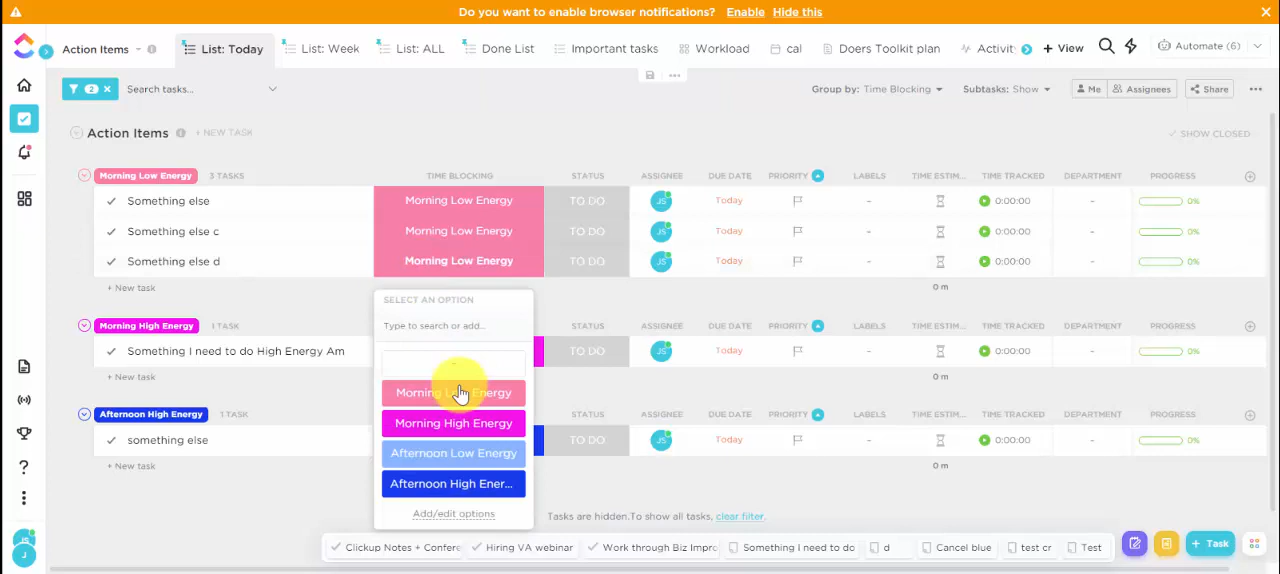 Do you want to enable browser notifications? Enable Hide this
Action Items List: Today List: Week List: ALL Done List Important tasks Workload cal Doers Toolkit plan Activit + View Automate (6)
2 Search tasks... Group by: Time Blocking Subtasks: Show Me Assignees Share
Action Items + NEW TASK SHOW CLOSED
Morning Low Energy 3 TASKS TIME BLOCKING STATUS ASSIGNEE DUE DATE PRIORITY LABELS TIME ESTIM... TIME TRACKED DEPARTMENT PROGRESS
Something else Morning Low Energy TO DO JS Today – 0:00:00 – 0%
Something else c Morning Low Energy TO DO JS Today – 0:00:00 – 0%
Something else d Morning Low Energy TO DO JS Today – 0:00:00 – 0%
+ New task 0 m
SELECT AN OPTION
Type to search or add...
Morning High Energy 1 TASK STATUS ASSIGNEE DUE DATE PRIORITY LABELS TIME ESTIM... TIME TRACKED DEPARTMENT PROGRESS
Something I need to do High Energy Am TO DO JS Today – 0:00:00 – 0%
-
+ New task 0 m
Morning Low Energy
Afternoon High Energy 1 TASK STATUS ASSIGNEE DUE DATE PRIORITY LABELS TIME ESTIM... TIME TRACKED DEPARTMENT PROGRESS
Morning High Energy
something else TO DO JS Today – 0:00:00 – 0%
Afternoon Low Energy
+ New task 0 m
Afternoon High Ener...
Add/edit options
Tasks are hidden.To show all tasks, clear filter.
Clickup Notes + Confere Hiring VA webinar Work through Biz Impro Something I need to do d Cancel blue test cr Test + Task
JS
J